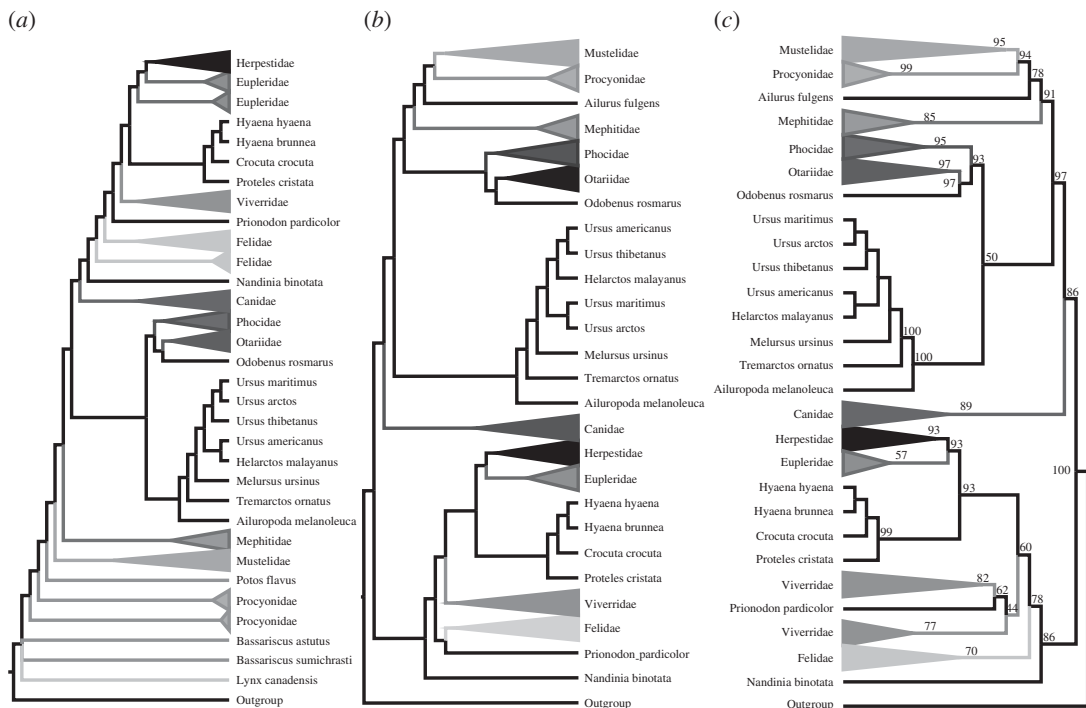 (a)
Herpestidae
Eupleridae
Eupleridae
Hyaena hyaena
Hyaena brunnea
Crocuta crocuta
Proteles cristata
Viverridae
Prionodon pardicolor
Felidae
Felidae
Nandinia binotata
Canidae
Phocidae
Otariidae
Odobenus rosmarus
Ursus maritimus
Ursus arctos
Ursus thibetanus
Ursus americanus
Helarctos malayanus
Melursus ursinus
Tremarctos ornatus
Ailuropoda melanoleuca
Mephitidae
Mustelidae
Potos flavus
Procyonidae
Procyonidae
Bassariscus astutus
Bassariscus sumichrasti
Lynx canadensis
Outgroup
(b)
Mustelidae
Procyonidae
Ailurus fulgens
Mephitidae
Phocidae
Otariidae
Odobenus rosmarus
Ursus americanus
Ursus thibetanus
Helarctos malayanus
Ursus maritimus
Ursus arctos
Melursus ursinus
Tremarctos ornatus
Ailuropoda melanoleuca
Canidae
Herpestidae
Eupleridae
Hyaena hyaena
Hyaena brunnea
Crocuta crocuta
Proteles cristata
Viverridae
Felidae
Prionodon_pardicolor
Nandinia binotata
Outgroup
(c)
Mustelidae 95
94
Procyonidae 99
78
Ailurus fulgens
91
Mephitidae 85
Phocidae 95
93
Otariidae 97
97
97
Odobenus rosmarus
Ursus maritimus
Ursus arctos
50
Ursus thibetanus
86
Ursus americanus
Helarctos malayanus
100
Melursus ursinus
100
Tremarctos ornatus
Ailuropoda melanoleuca
Canidae 89
Herpestidae 93
93
Eupleridae 57
100
Hyaena hyaena
93
Hyaena brunnea
Crocuta crocuta
99
Proteles cristata
60
Viverridae 82
62
78
Prionodon pardicolor
44
Viverridae 77
86
Felidae 70
Nandinia binotata
Outgroup